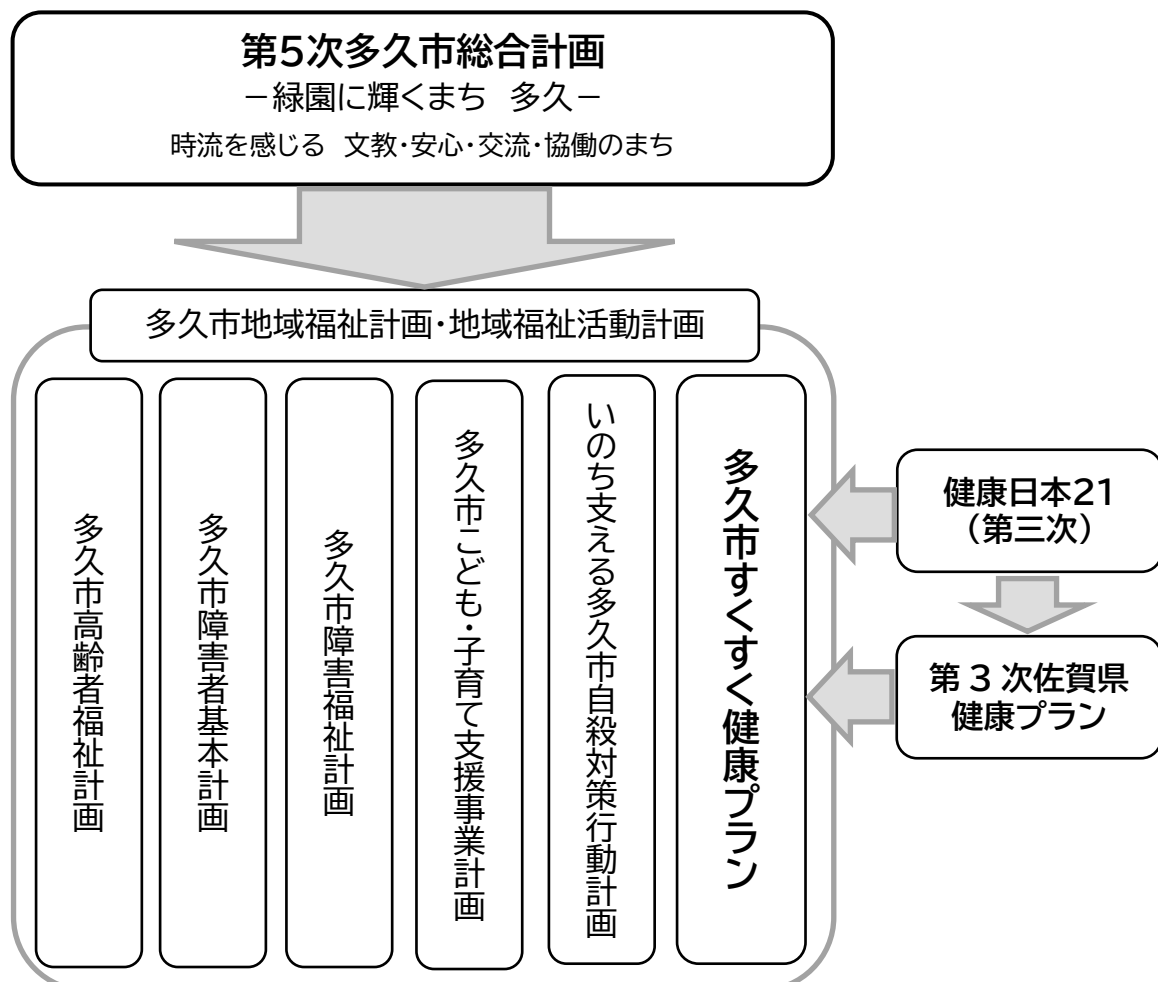 第5次多久市総合計画
－緑園に輝くまち　多久－
時流を感じる　文教・安心・交流・協働のまち
多久市地域福祉計画・地域福祉活動計画
多久市高齢者福祉計画
多久市障害者基本計画
多久市障害福祉計画
多久市こども・子育て支援事業計画
いのち支える多久市自殺対策行動計画
多久市すくすく健康プラン
健康日本21
（第三次）
第 3 次佐賀県
健康プラン